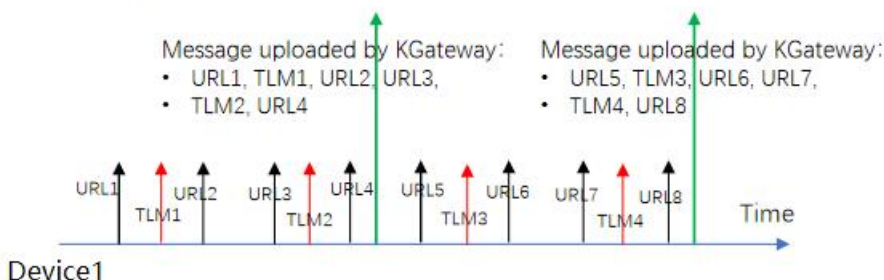 Message uploaded by KGateway:
• URL1, TLM1, URL2, URL3,
• TLM2, URL4
Message uploaded by KGateway:
• URL5, TLM3, URL6, URL7,
• TLM4, URL8
URL1
TLM1
URL2
URL3
TLM2
URL4
URL5
TLM3
URL6
URL7
TLM4
URL8
Time
Device1